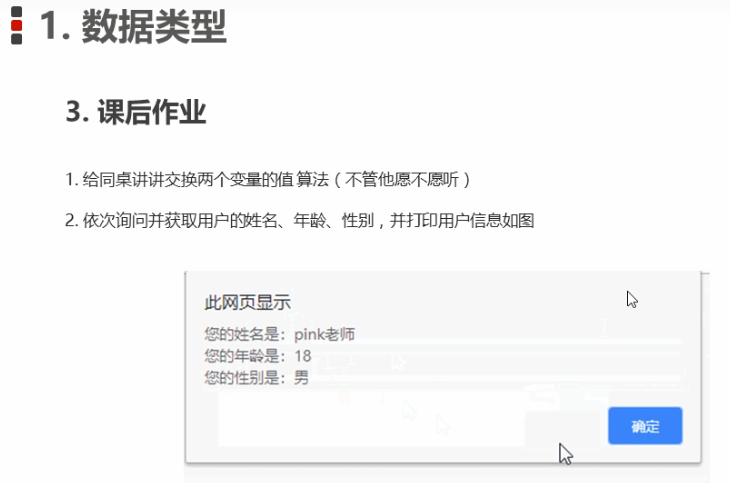 1. 数据类型
3. 课后作业
1. 给同桌讲讲交换两个变量的值 算法（不管他愿不愿听）
2. 依次询问并获取用户的姓名、年龄、性别，并打印用户信息如图
此网页显示
您的姓名是：pink老师
您的年龄是：18
您的性别是：男
确定